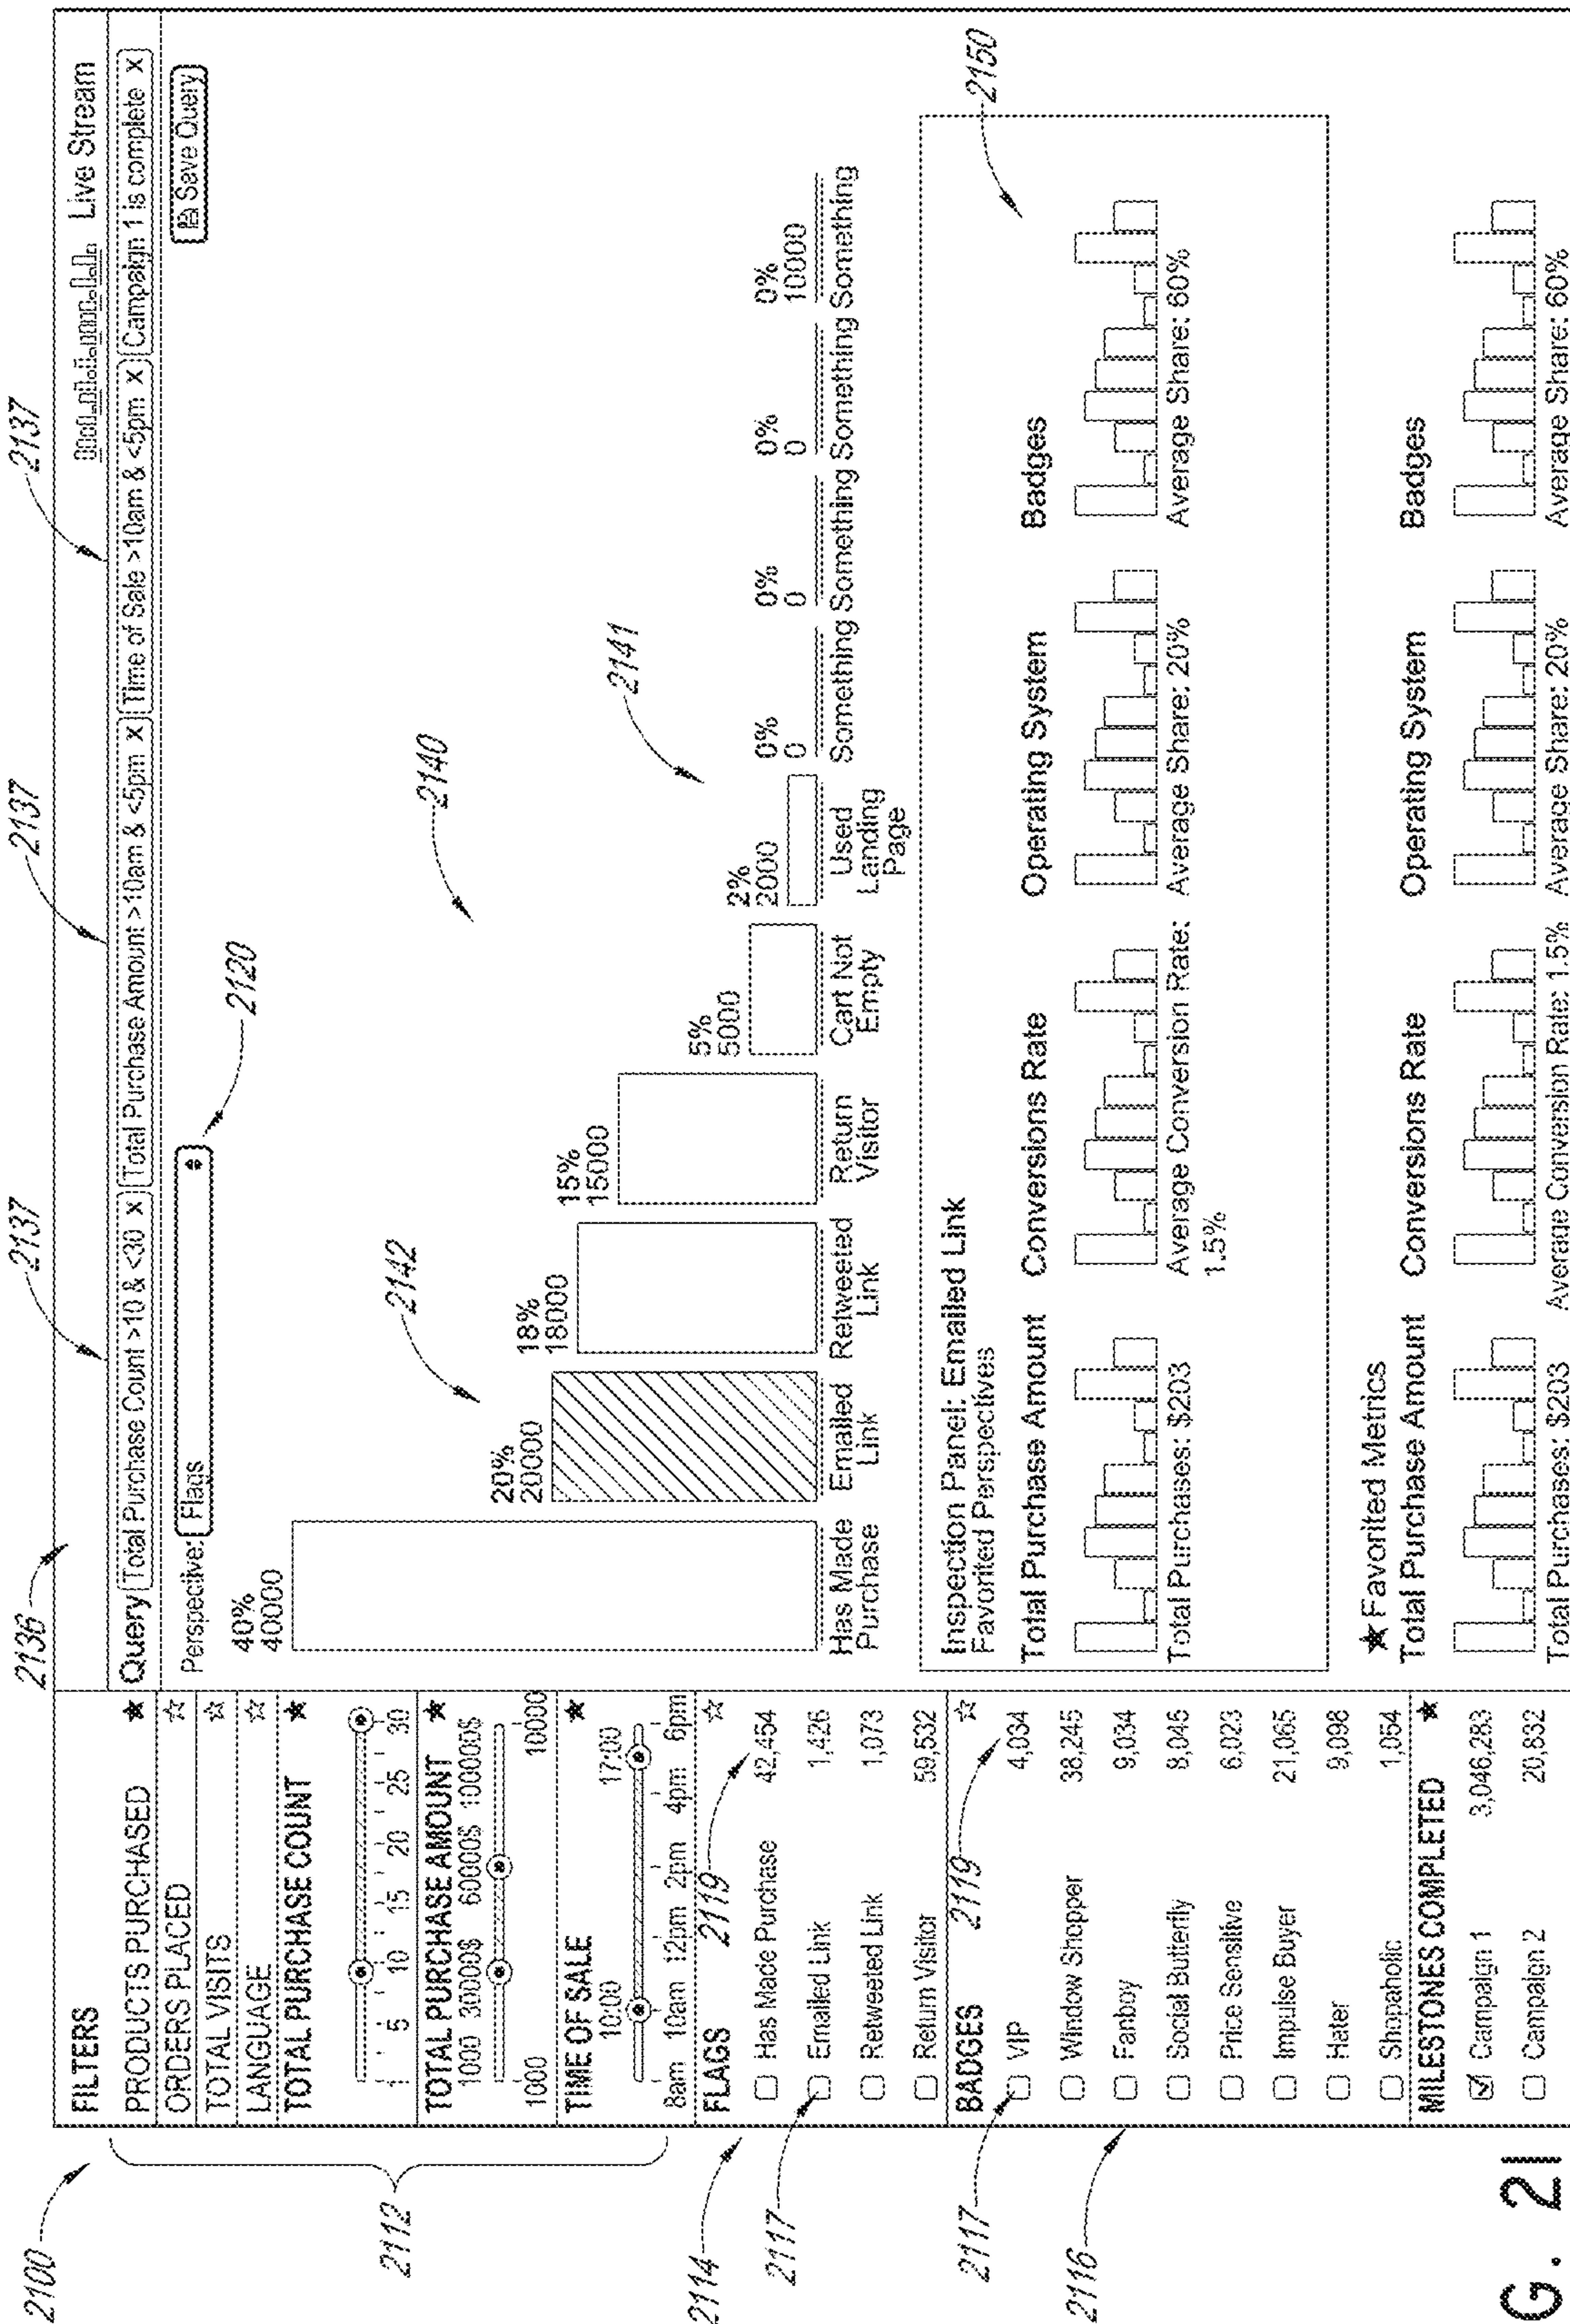 2100
2136
2137
2137
2137
FILTERS
Live Stream
PRODUCTS PURCHASED ★
Query Total Purchase Count >10 & <30 X Total Purchase Amount >10am & <5pm X Time of Sale >10am & <5pm X Campaign 1 is complete X
ORDERS PLACED ☆
TOTAL VISITS ☆
LANGUAGE ☆
Perspective: Flags
2120
Save Query
2112
TOTAL PURCHASE COUNT ★
1 5 10 15 20 25 30
TOTAL PURCHASE AMOUNT ★
1000 3000$ 6000$ 10000$
1000 10000
TIME OF SALE ★
10:00 17:00
8am 10am 12pm 2pm 4pm 6pm
2114
FLAGS ☆
2119
Has Made Purchase 42,454
2117
Emailed Link 1,426
Retweeted Link 1,073
Return Visitor 59,532
BADGES ☆
2119
2117
VIP 4,034
Window Shopper 38,245
2116
Fanboy 9,034
Social Butterfly 8,045
Price Sensitive 6,023
Impulse Buyer 21,065
Hater 9,098
Shopaholic 1,054
MILESTONES COMPLETED ★
Campaign 1 3,046,283
Campaign 2 20,832
2142
2140
2141
40%
40000
20%
20000
18%
18000
15%
15000
5%
5000
2%
2000
0%
0
0%
0
0%
0
0%
10000
Has Made
Purchase
Emailed
Link
Retweeted
Link
Return
Visitor
Cart Not
Empty
Used
Landing
Page
Something Something Something Something
2150
Inspection Panel: Emailed Link
Favorited Perspectives
Total Purchase Amount Conversions Rate Operating System Badges
Total Purchases: $203
Average Conversion Rate:
1.5%
Average Share: 20%
Average Share: 60%
★ Favorited Metrics
Total Purchase Amount Conversions Rate Operating System Badges
Total Purchases: $203 Average Conversion Rate: 1.5% Average Share: 20% Average Share: 60%
G. 21